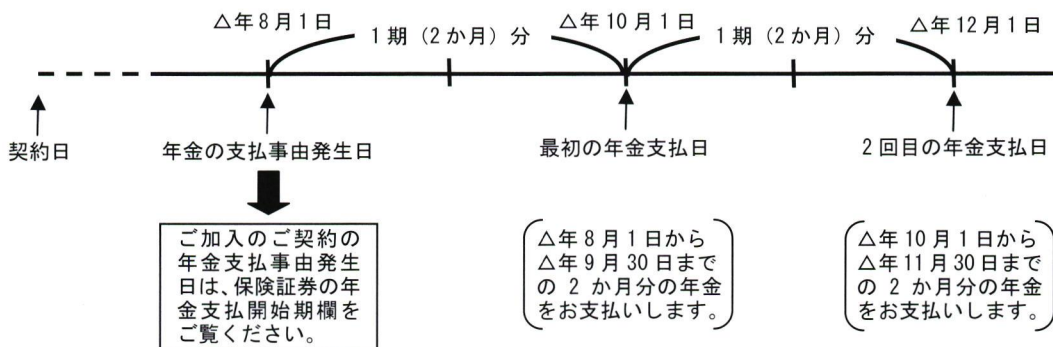 △年8月1日
1期（2か月）分
△年10月1日
1期（2か月）分
△年12月1日
契約日
年金の支払事由発生日
最初の年金支払日
2回目の年金支払日
ご加入のご契約の
年金支払事由発生
日は、保険証券の年
金支払開始期欄を
ご覧ください。
△年8月1日から
△年9月30日まで
の2か月分の年金
をお支払いします。
△年10月1日から
△年11月30日まで
の2か月分の年金
をお支払いします。